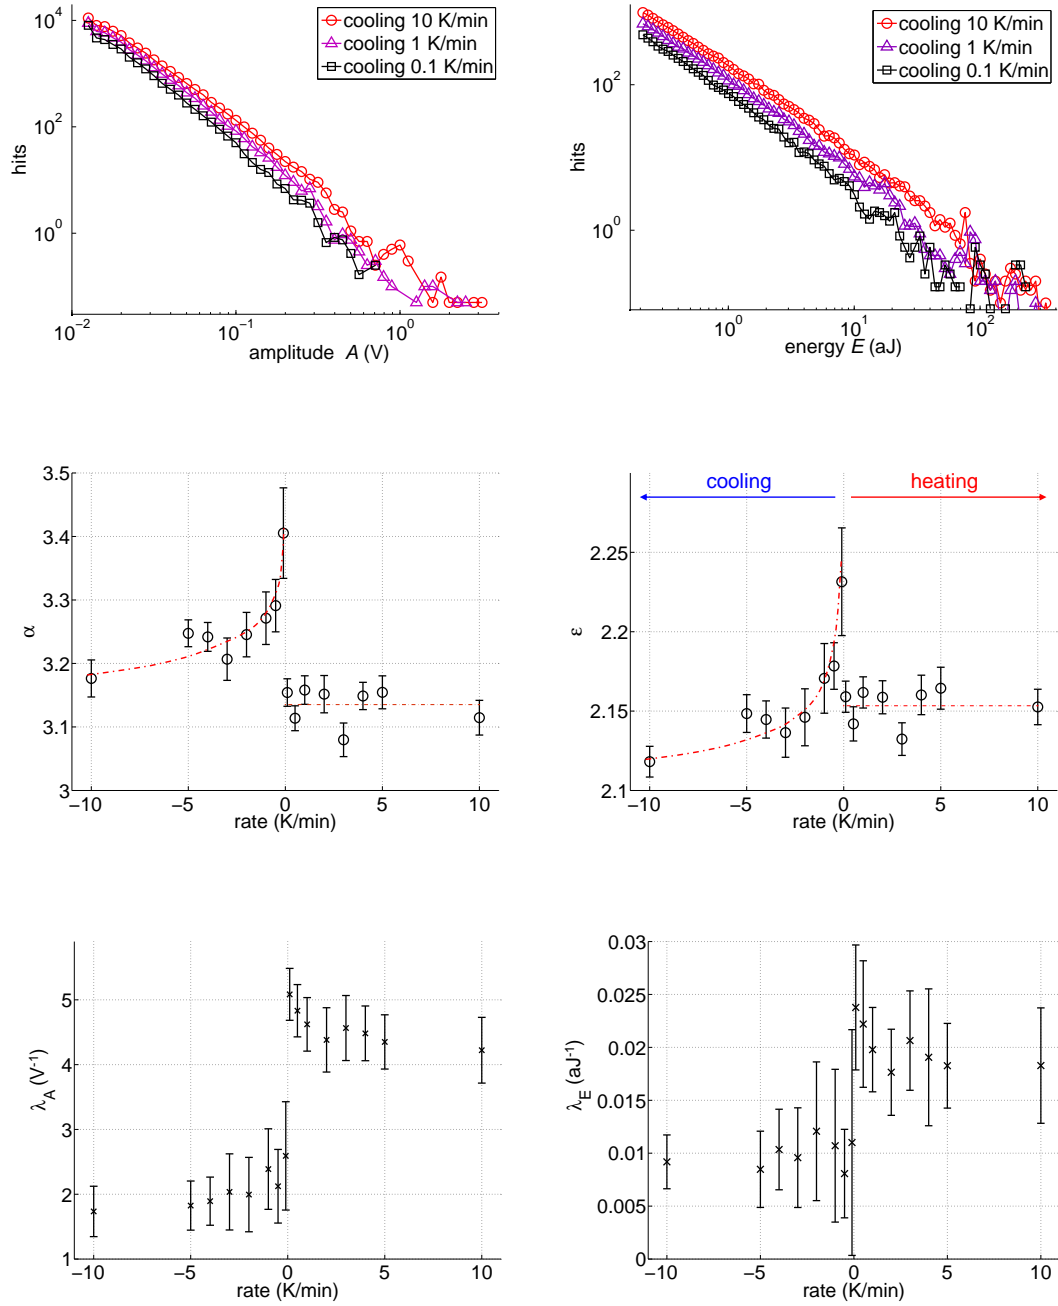 cooling 10 K/min
cooling 1 K/min
cooling 0.1 K/min
10^4
10^2
10^0
hits
10^-2
10^-1
10^0
amplitude A (V)
cooling 10 K/min
cooling 1 K/min
cooling 0.1 K/min
10^2
10^0
hits
10^0
10^1
10^2
energy E (aJ)
3.5
3.4
3.3
3.2
3.1
3
α
−10
−5
0
5
10
rate (K/min)
cooling
heating
2.25
2.2
2.15
2.1
ε
−10
−5
0
5
10
rate (K/min)
5
4
3
2
1
λ_A (V^-1)
−10
−5
0
5
10
rate (K/min)
0.03
0.025
0.02
0.015
0.01
0.005
0
λ_E (aJ^-1)
−10
−5
0
5
10
rate (K/min)